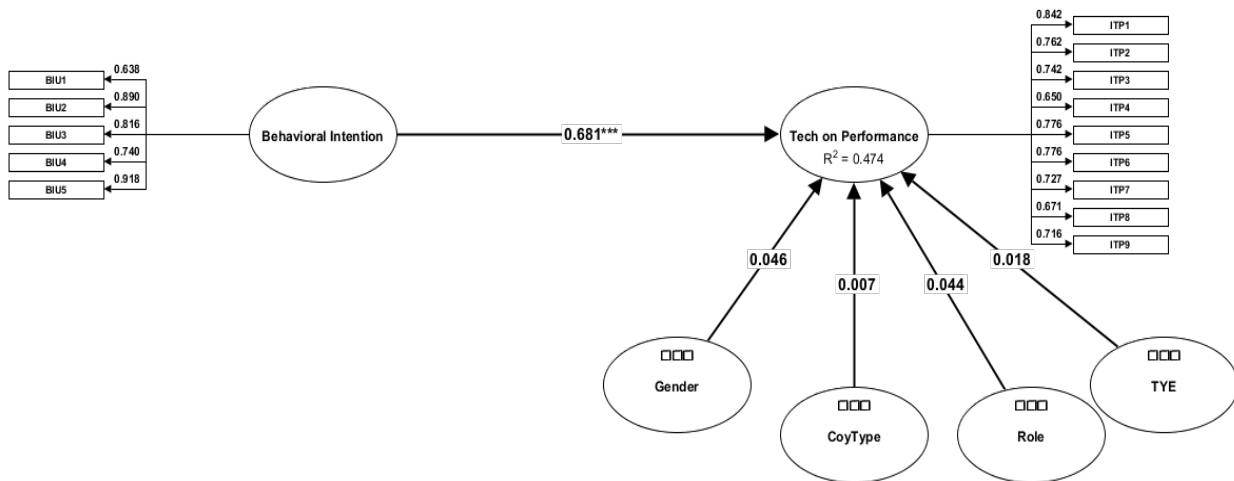 0.638
BIU1
0.890
BIU2
0.816
BIU3
0.740
BIU4
0.918
BIU5
Behavioral Intention
0.681***
Tech on Performance
R² = 0.474
0.842
ITP1
0.762
ITP2
0.742
ITP3
0.650
ITP4
0.776
ITP5
0.776
ITP6
0.727
ITP7
0.671
ITP8
0.716
ITP9
0.046
0.007
0.044
0.018
□□□
Gender
□□□
CoyType
□□□
Role
□□□
TYE